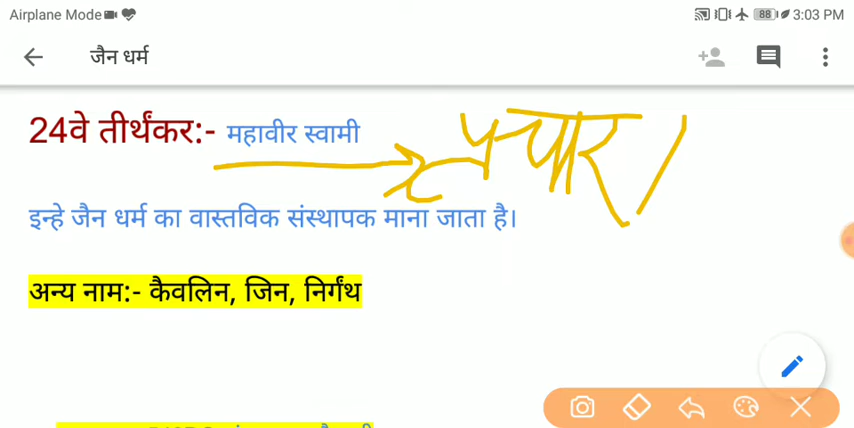 Airplane Mode 88 3:03 PM
जैन धर्म
24वे तीर्थंकर:- महावीर स्वामी
इन्हे जैन धर्म का वास्तविक संस्थापक माना जाता है।
अन्य नाम:- कैवलिन, जिन, निर्ग्रंथ